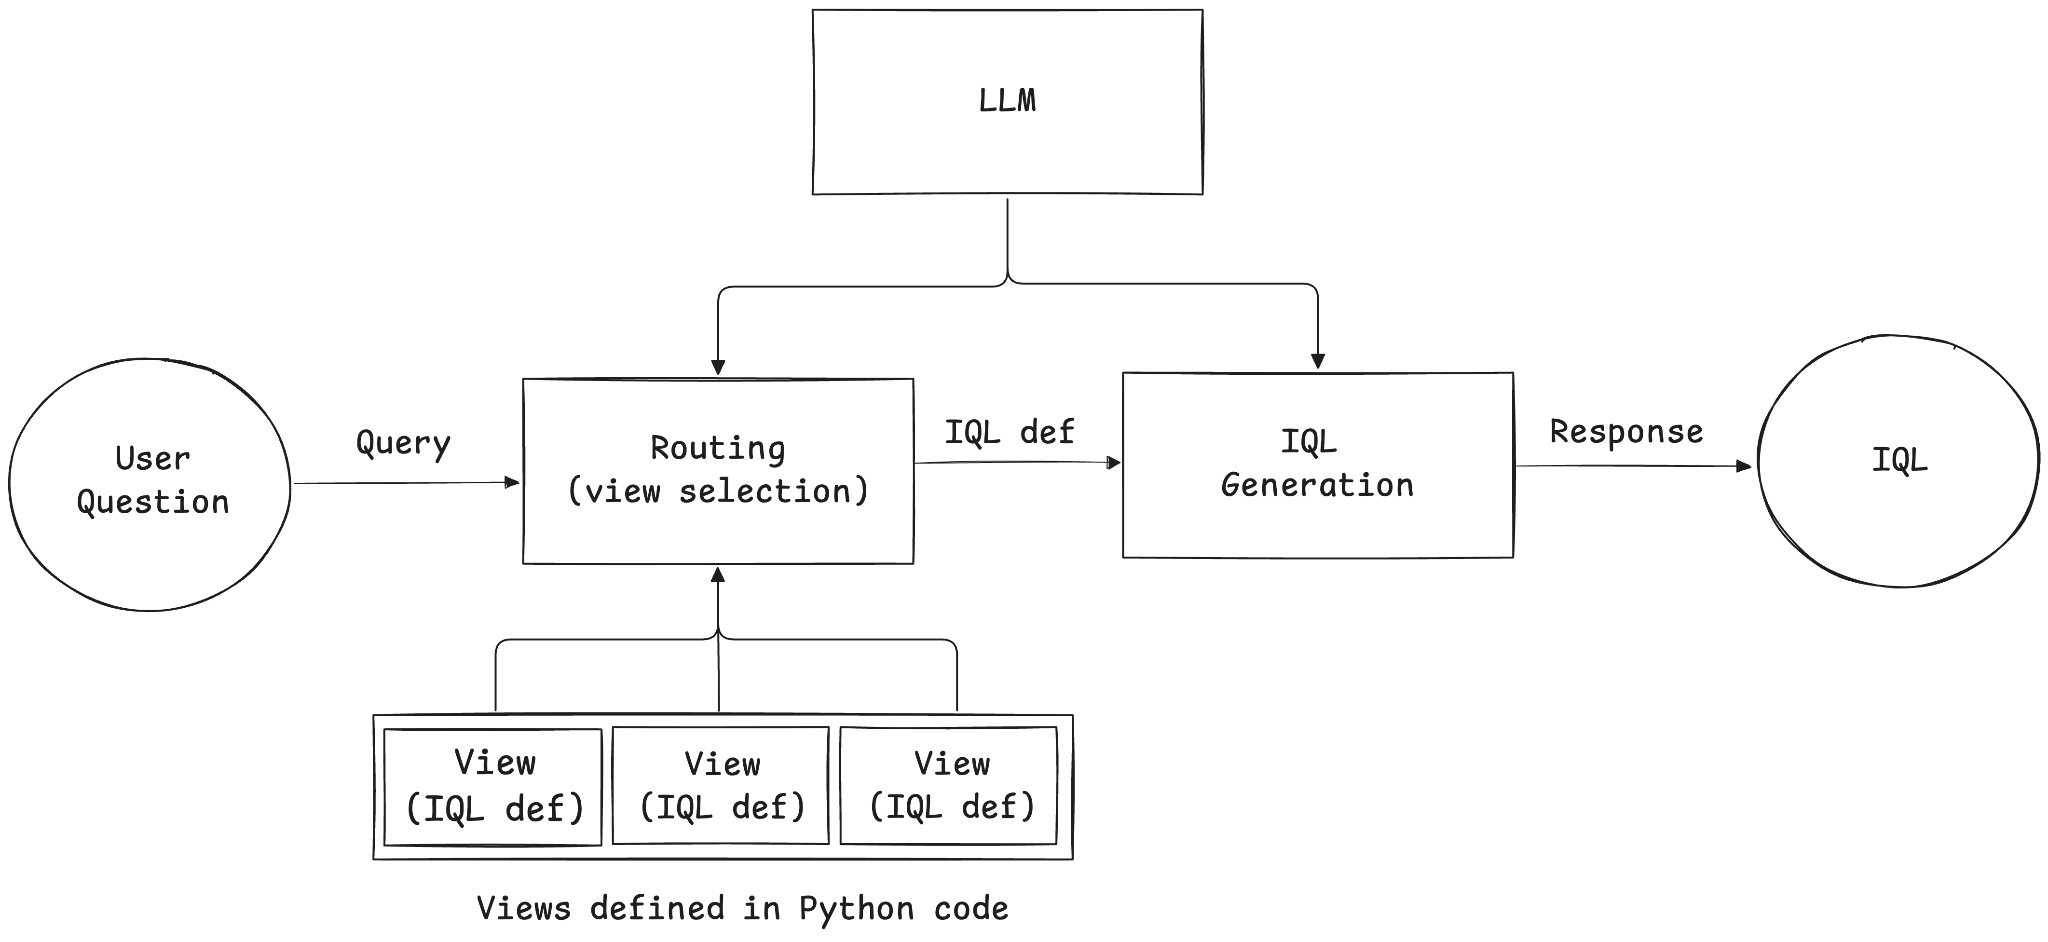 LLM
User
Question
Query
Routing
(view selection)
IQL def
IQL
Generation
Response
IQL
View
(IQL def)
View
(IQL def)
View
(IQL def)
Views defined in Python code